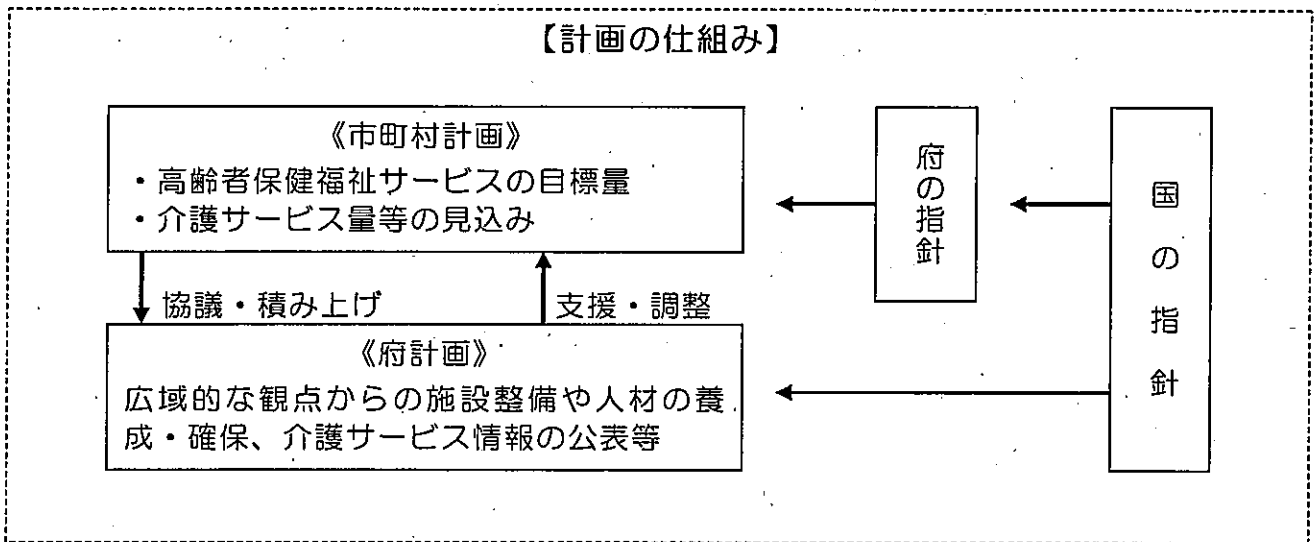 【計画の仕組み】
《市町村計画》
・高齢者保健福祉サービスの目標量
・介護サービス量等の見込み
府の指針
国の指針
協議・積み上げ
支援・調整
《府計画》
広域的な観点からの施設整備や人材の養
成・確保、介護サービス情報の公表等